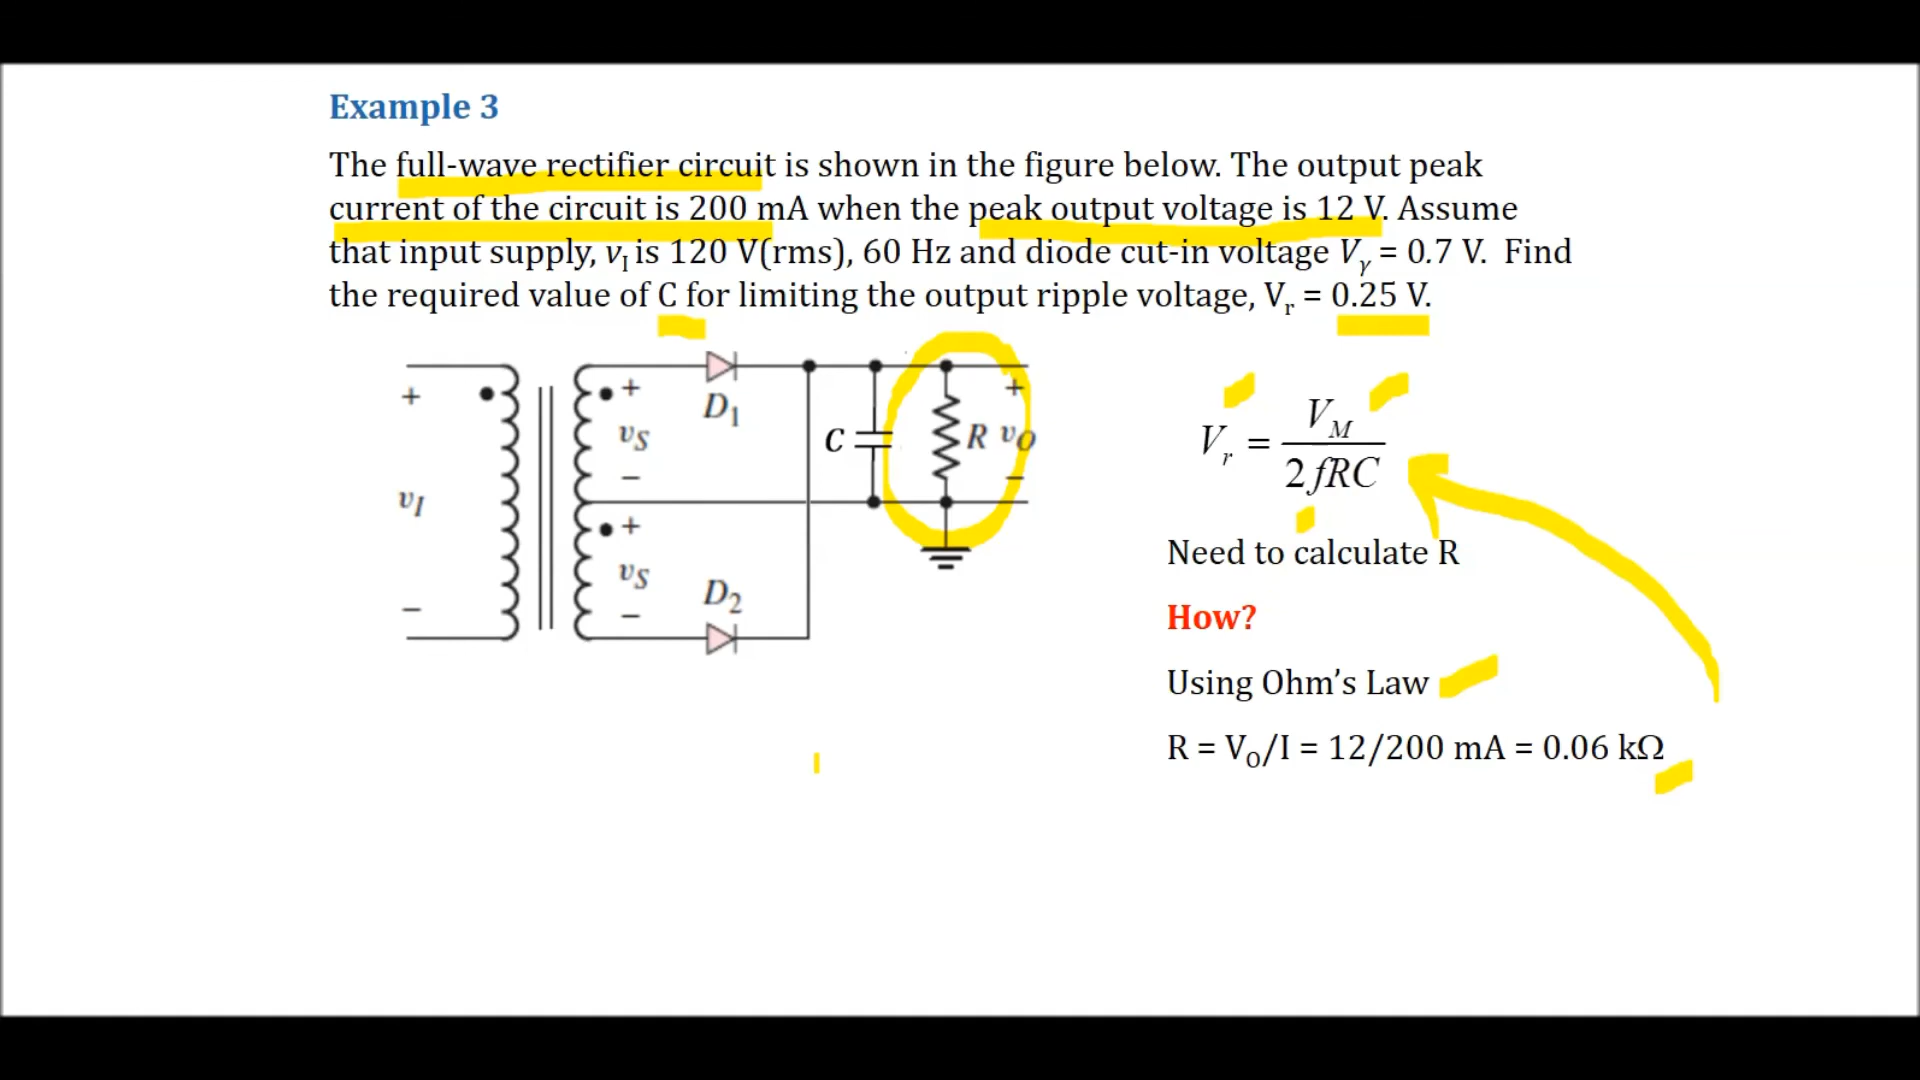 Example 3
The full-wave rectifier circuit is shown in the figure below. The output peak
current of the circuit is 200 mA when the peak output voltage is 12 V. Assume
that input supply, vI is 120 V(rms), 60 Hz and diode cut-in voltage Vγ = 0.7 V. Find
the required value of C for limiting the output ripple voltage, Vr = 0.25 V.
+ vI −
+ vS −
+ vS −
D1
D2
C
R
+ vO −
Vr = VM / 2fRC
Need to calculate R
How?
Using Ohm’s Law
R = VO/I = 12/200 mA = 0.06 kΩ